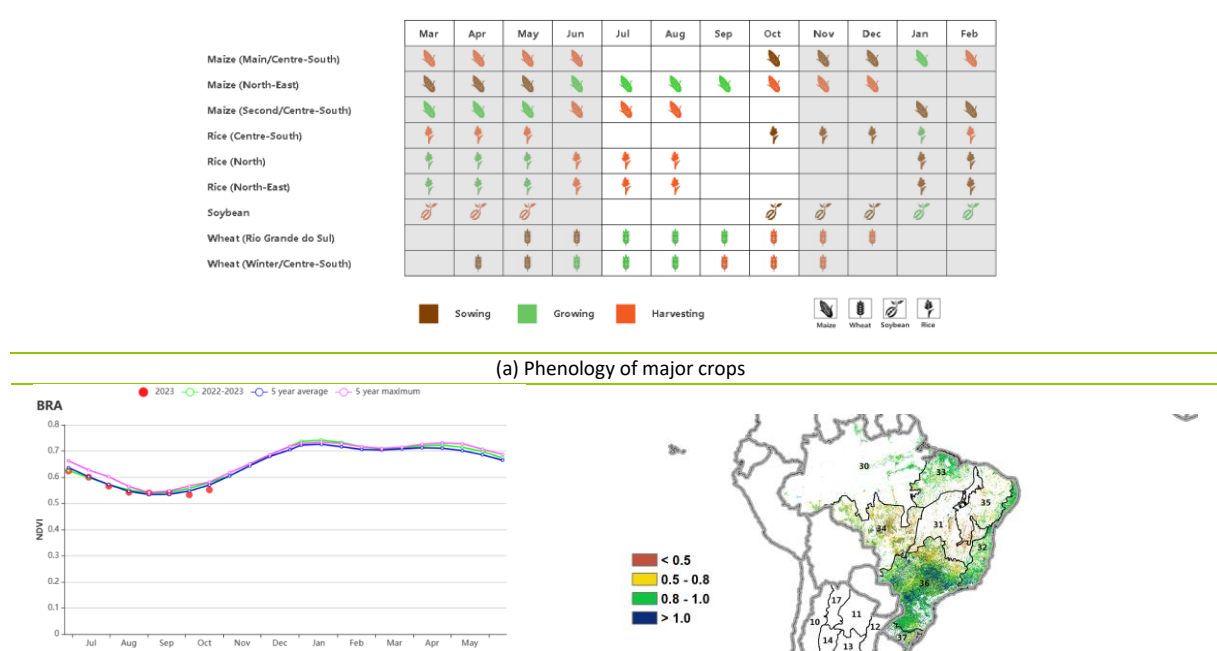 Mar Apr May Jun Jul Aug Sep Oct Nov Dec Jan Feb
Maize (Main/Centre-South)
Maize (North-East)
Maize (Second/Centre-South)
Rice (Centre-South)
Rice (North)
Rice (North-East)
Soybean
Wheat (Rio Grande do Sul)
Wheat (Winter/Centre-South)
Sowing Growing Harvesting
Maize Wheat Soybean Rice
(a) Phenology of major crops
2023 2022-2023 5 year average 5 year maximum
BRA
0.8
0.7
0.6
0.5
0.4
0.3
0.2
0.1
0
NDVI
Jul Aug Sep Oct Nov Dec Jan Feb Mar Apr May
< 0.5
0.5 - 0.8
0.8 - 1.0
> 1.0
30
33
35
34
31
32
36
17
11
10
12
37
14
13